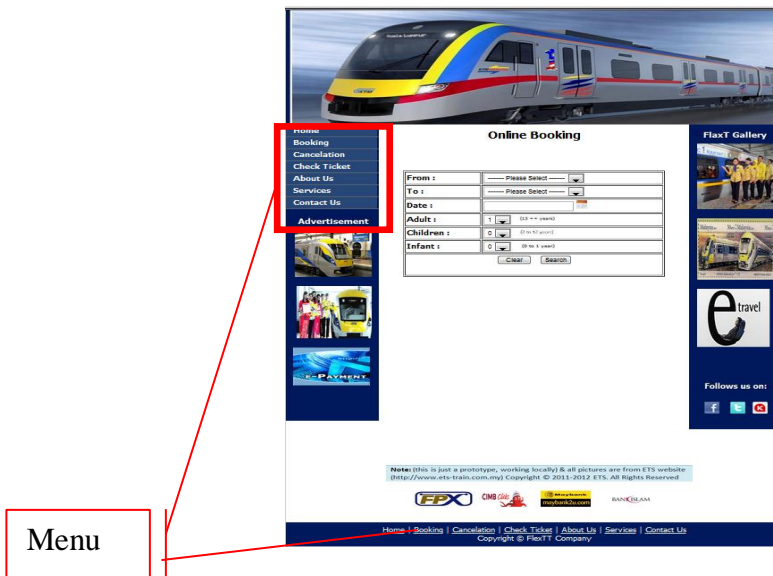 Home
Booking
Cancelation
Check Ticket
About Us
Services
Contact Us
Advertisement
e-PAYMENT
Online Booking
From : —— Please Select ——
To : —— Please Select ——
Date :
Adult : 1
Children : 0
Infant : 0 (0 to 1 year)
Clear Search
FlaxT Gallery
e travel
Follows us on:
Note: (this is just a prototype, working locally) & all pictures are from ETS website
(http://www.ets-train.com.my) Copyright © 2011-2012 ETS. All Rights Reserved
FPX CIMB Clicks Maybank
maybank2u.com BANK ISLAM
Home | Booking | Cancelation | Check Ticket | About Us | Services | Contact Us
Copyright © FlexTT Company
Menu